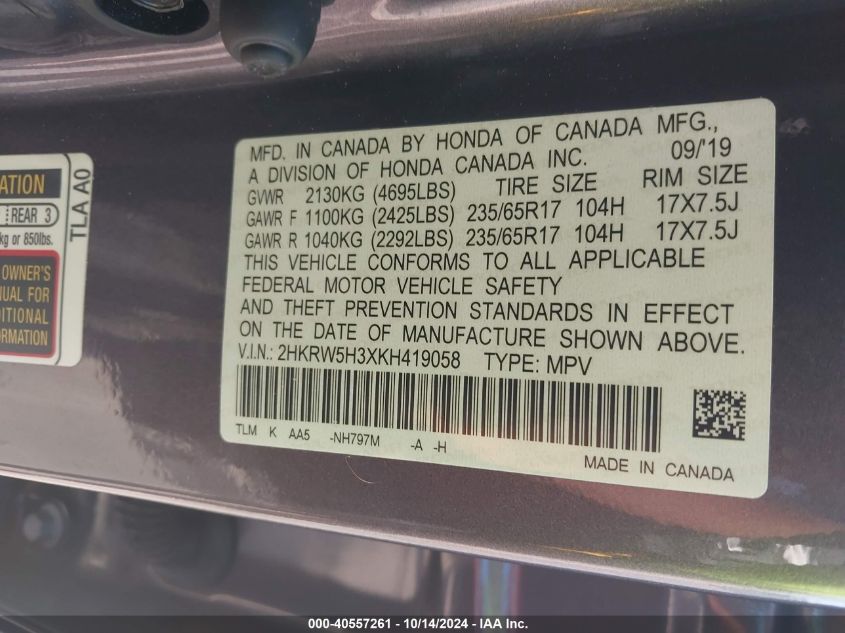 ATION
REAR 3
kg or 850lbs.
TLA A0
OWNER'S
UAL FOR
DITIONAL
ORMATION
MFD. IN CANADA BY HONDA OF CANADA MFG.,
A DIVISION OF HONDA CANADA INC. 09/'19
GVWR 2130KG (4695LBS) TIRE SIZE RIM SIZE
GAWR F 1100KG (2425LBS) 235/65R17 104H 17X7.5J
GAWR R 1040KG (2292LBS) 235/65R17 104H 17X7.5J
THIS VEHICLE CONFORMS TO ALL APPLICABLE
FEDERAL MOTOR VEHICLE SAFETY
AND THEFT PREVENTION STANDARDS IN EFFECT
ON THE DATE OF MANUFACTURE SHOWN ABOVE.
V.I.N.: 2HKRW5H3XKH419058 TYPE: MPV
TLM K AA5 -NH797M -A -H
MADE IN CANADA
000-40557261 - 10/14/2024 - IAA Inc.